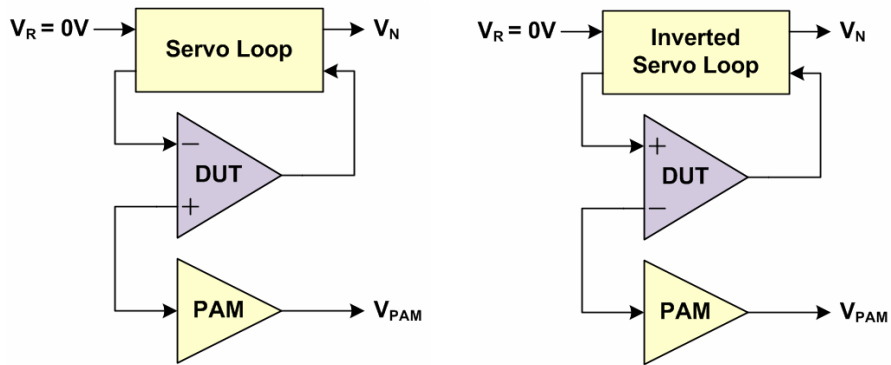 V_R = 0V
Servo Loop
V_N
−
DUT
+
PAM
V_PAM
V_R = 0V
Inverted
Servo Loop
V_N
+
DUT
−
PAM
V_PAM